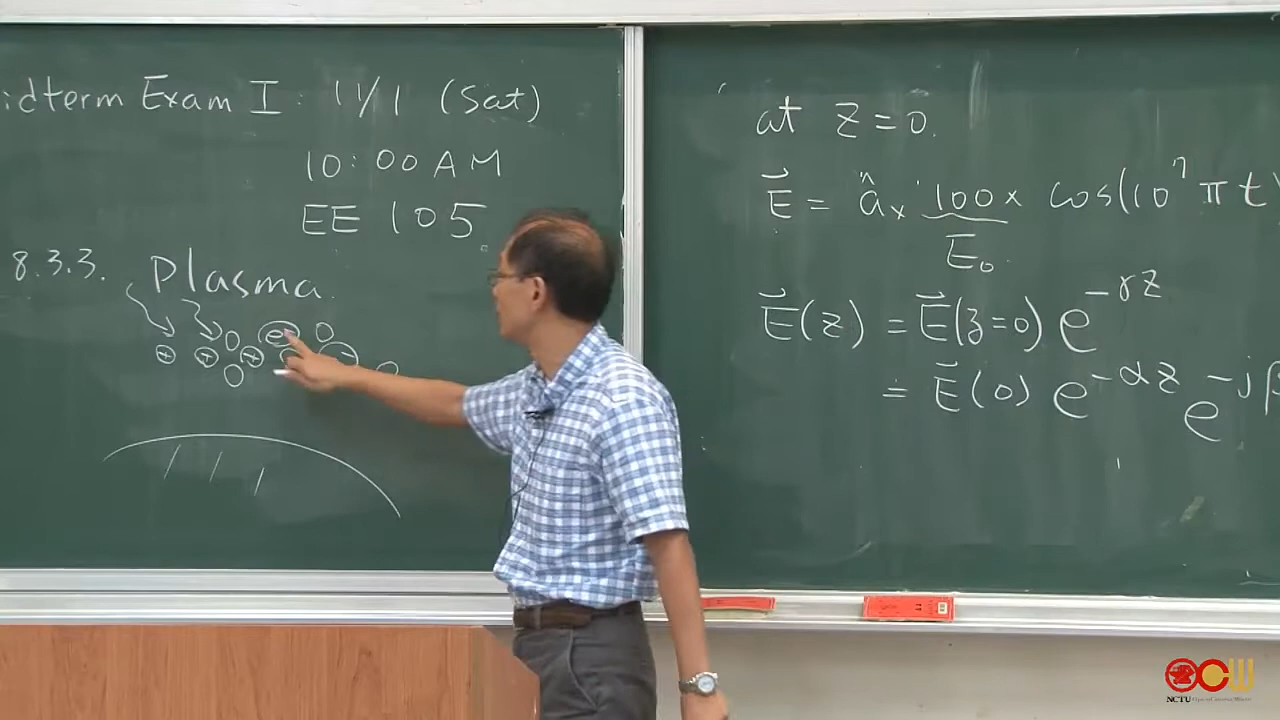 idterm Exam I: 11/1 (Sat)
10:00 AM
EE 105
8.3.3. Plasma
at z=0.
E⃗ = âₓ 100x cos(10⁷πt)
E₀
E⃗(z) = E⃗(z=0) e^{-γz}
= E⃗(0) e^{-αz} e^{-jβ
OCW
NCTU